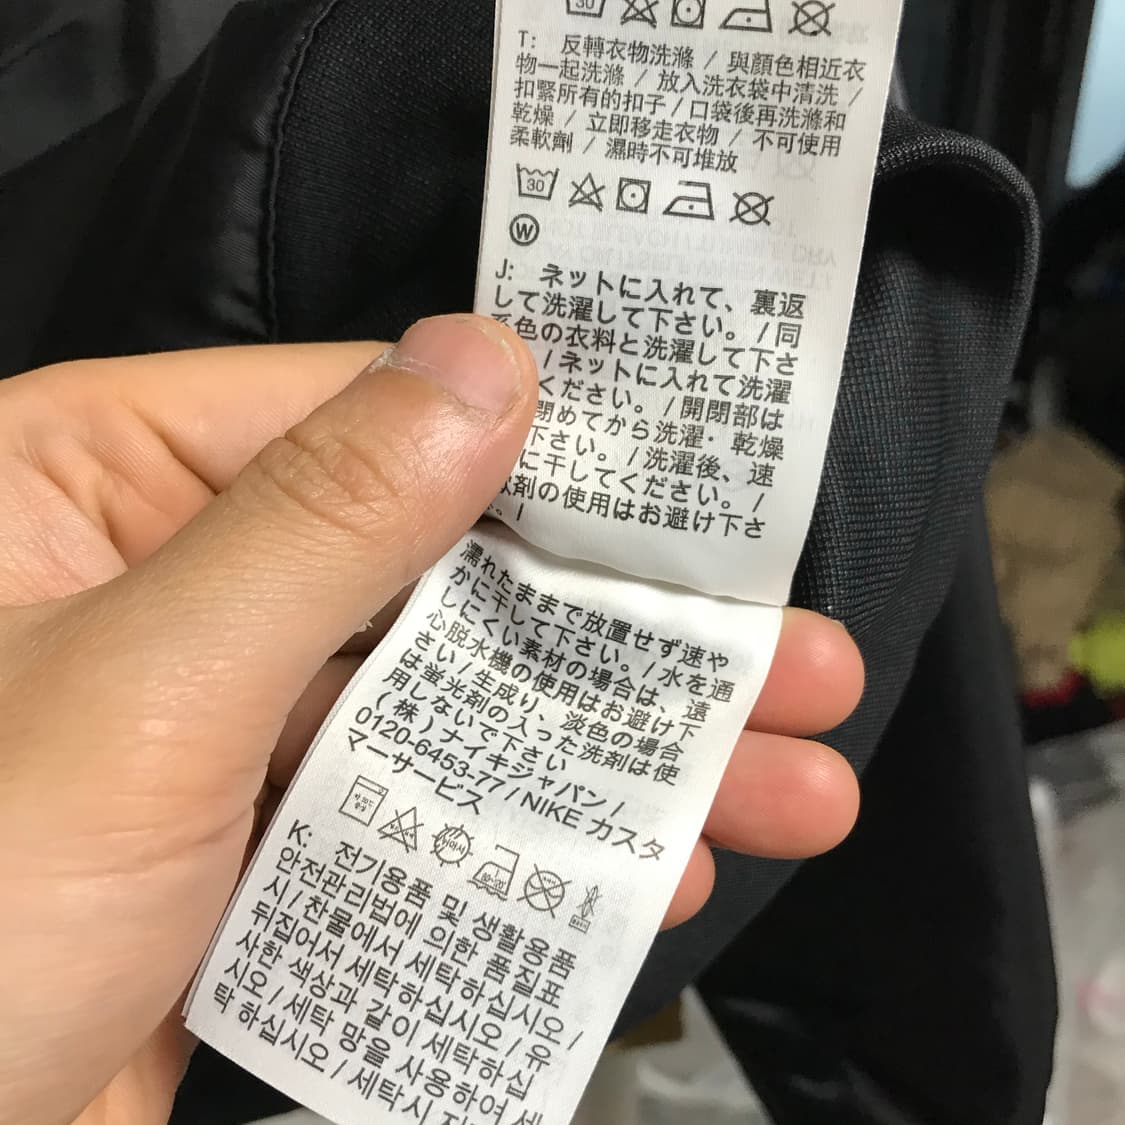 30
T: 反轉衣物洗滌 / 與顏色相近衣
物一起洗滌 / 放入洗衣袋中清洗 /
扣緊所有的扣子 / 口袋後再洗滌和
乾燥 / 立即移走衣物 / 不可使用
柔軟劑 / 濕時不可堆放
30
W
J: ネットに入れて、裏返
して洗濯して下さい。/同
系色の衣料と洗濯して下さ
/ネットに入れて洗濯
ください。/開閉部は
閉めてから洗濯・乾燥
下さい。/洗濯後、速
に干してください。/
軟剤の使用はお避け下さ
。/
濡れたままで放置せず速や
かに干して下さい。/水を通
しにくい素材の場合は、遠
心脱水機の使用はお避け下
さい/生成り、淡色の場合
は蛍光剤の入った洗剤は使
用しないで下さい
(株)ナイキジャパン/
0120-6453-77/NIKE カスタ
マーサービス
K: 전기용품 및 생활용품
안전관리법에 의한 품질표
시/찬물에서 세탁하십시오/
뒤집어서 세탁하십시오/유
사한 색상과 같이 세탁하십
시오/세탁 망을 사용하여 세
탁 하십시오/세탁시